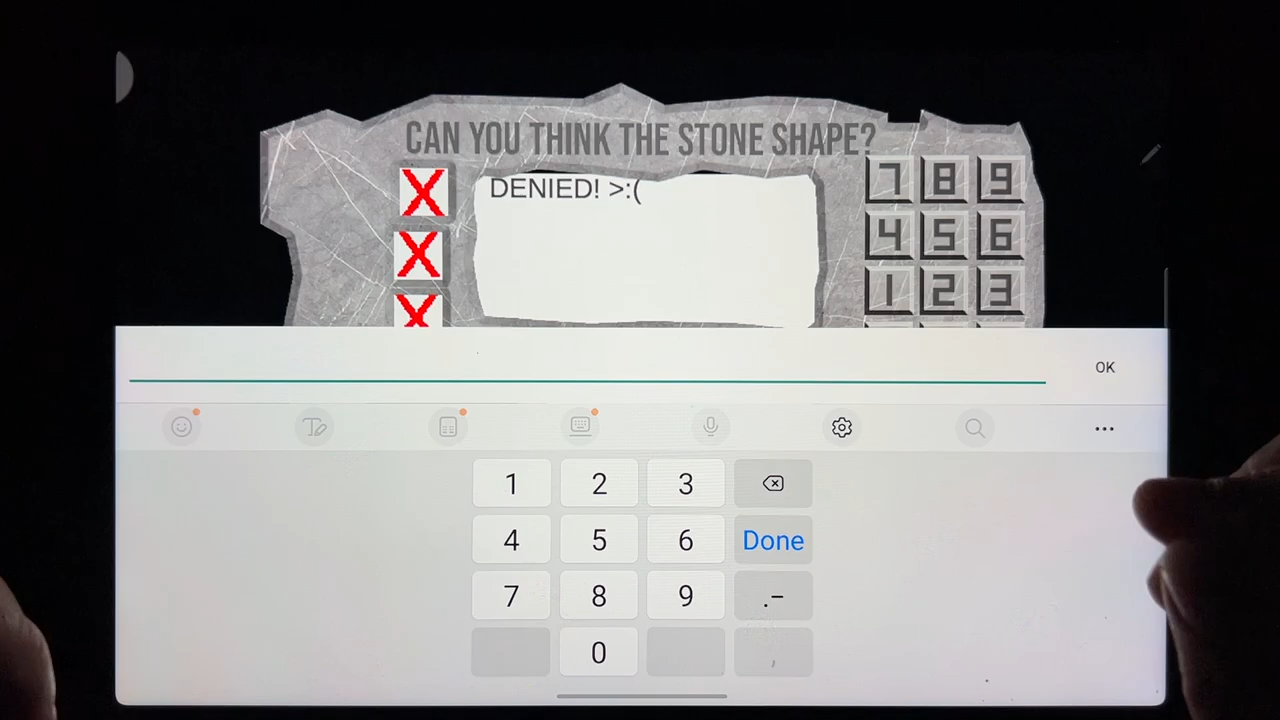 CAN YOU THINK THE STONE SHAPE?
DENIED! >:(
7 8 9
4 5 6
1 2 3
OK
1 2 3
4 5 6 Done
7 8 9 .-
0 ,